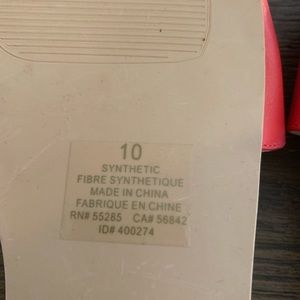 10
SYNTHETIC
FIBRE SYNTHETIQUE
MADE IN CHINA
FABRIQUE EN CHINE
RN# 55285 CA# 56842
ID# 400274